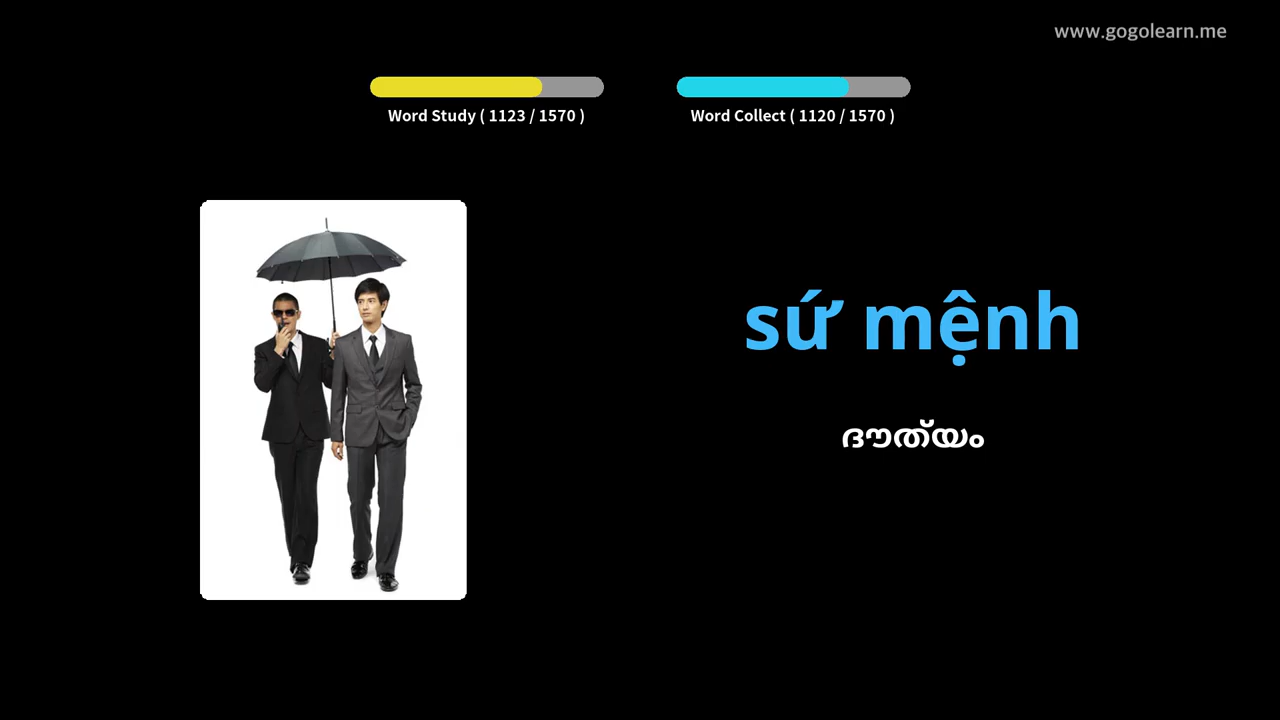 www.gogolearn.me
Word Study ( 1123 / 1570 )
Word Collect ( 1120 / 1570 )
sứ mệnh
ദൗത്യം